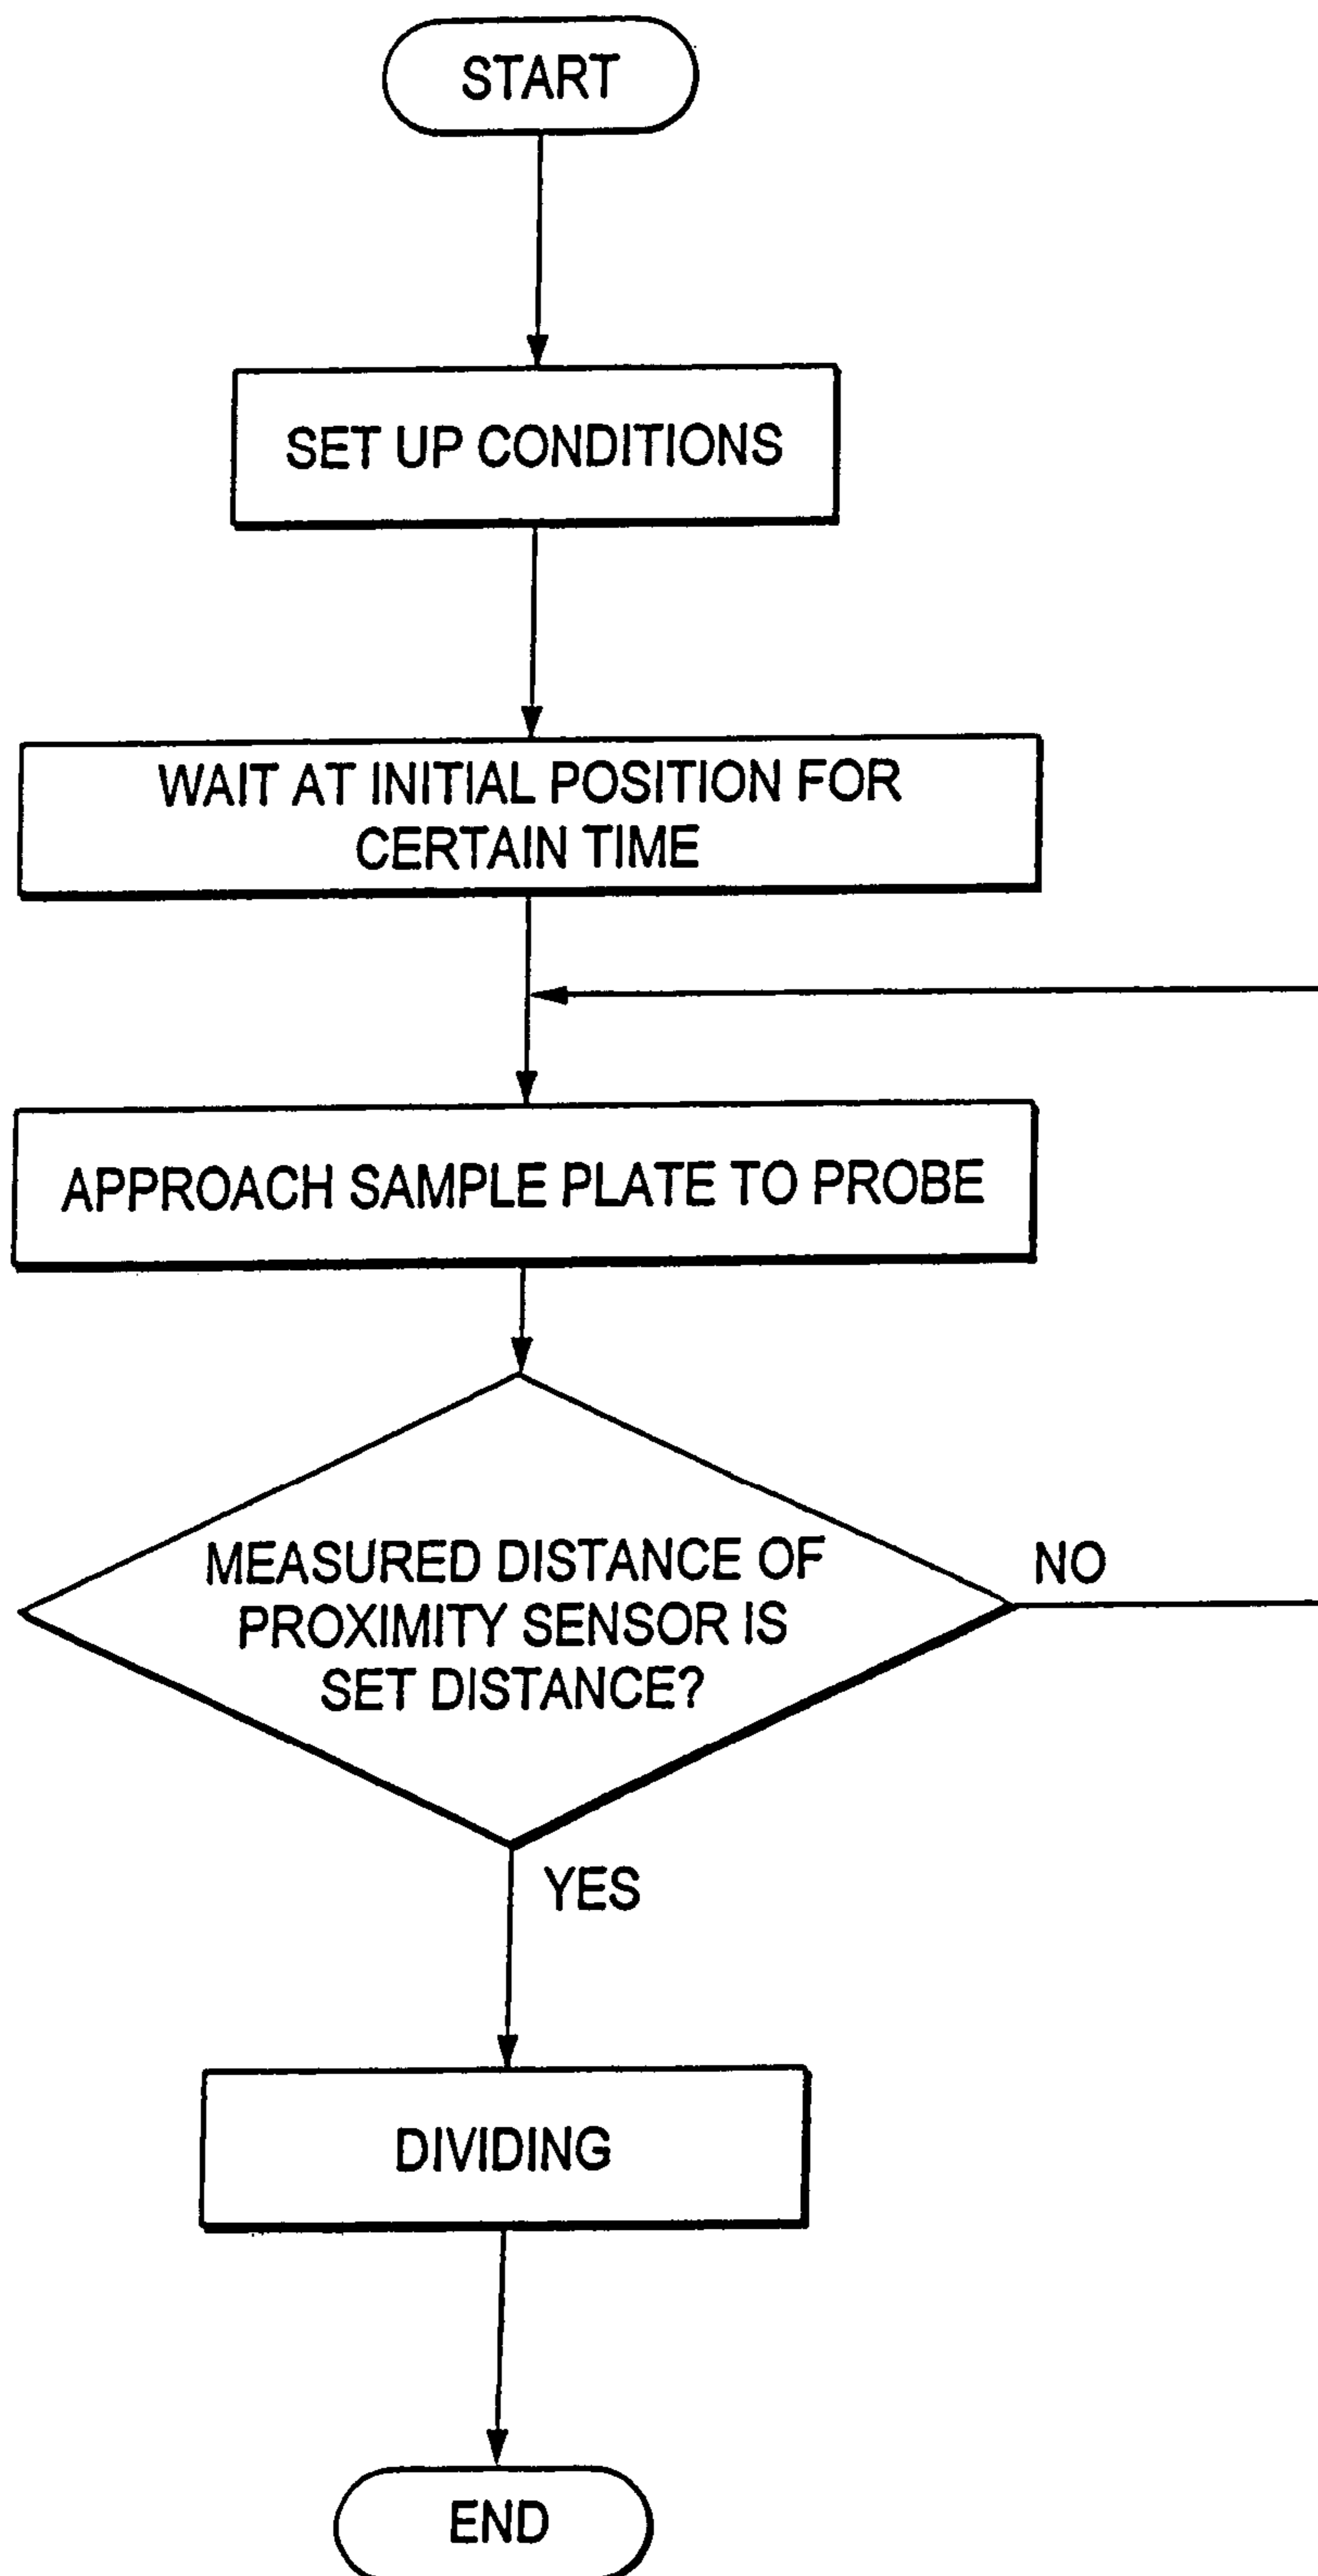 START
SET UP CONDITIONS
WAIT AT INITIAL POSITION FOR
CERTAIN TIME
APPROACH SAMPLE PLATE TO PROBE
MEASURED DISTANCE OF
PROXIMITY SENSOR IS
SET DISTANCE?
NO
YES
DIVIDING
END